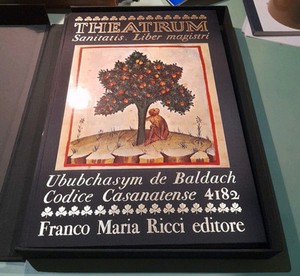 THEATRUM
Sanitatis. Liber magistri
Ububchasym de Baldach
Codice Casanatense 4182
Franco Maria Ricci editore